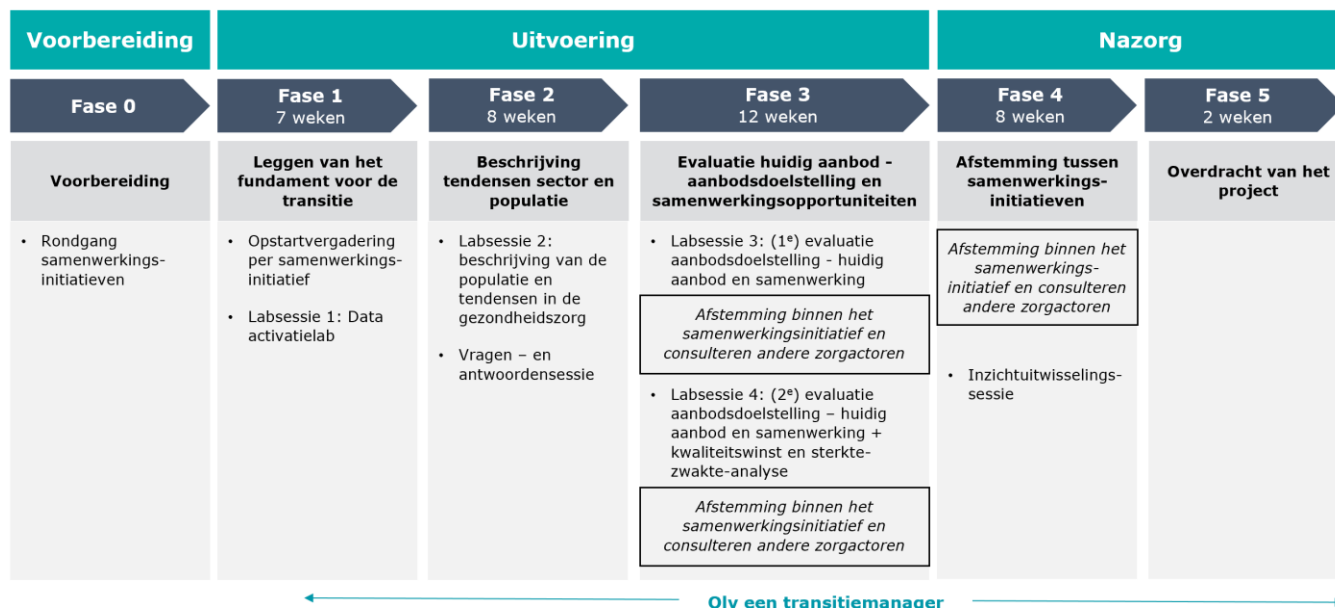 Voorbereiding
Uitvoering
Nazorg
Fase 0
Fase 1
7 weken
Fase 2
8 weken
Fase 3
12 weken
Fase 4
8 weken
Fase 5
2 weken
Voorbereiding
Leggen van het
fundament voor de
transitie
Beschrijving
tendensen sector en
populatie
Evaluatie huidig aanbod -
aanbodsdoelstelling en
samenwerkingsopportuniteiten
Afstemming tussen
samenwerkings-
initiatieven
Overdracht van het
project
• Rondgang
samenwerkings-
initiatieven
• Opstartvergadering
per samenwerkings-
initiatief
• Labsessie 1: Data
activatielab
• Labsessie 2:
beschrijving van de
populatie en
tendensen in de
gezondheidszorg
• Vragen – en
antwoordensessie
• Labsessie 3: (1e) evaluatie
aanbodsdoelstelling - huidig
aanbod en samenwerking
Afstemming binnen het
samenwerkingsinitiatief en
consulteren andere zorgactoren
• Labsessie 4: (2e) evaluatie
aanbodsdoelstelling – huidig
aanbod en samenwerking +
kwaliteitswinst en sterkte-
zwakte-analyse
Afstemming binnen het
samenwerkingsinitiatief en
consulteren andere zorgactoren
Afstemming binnen het
samenwerkings-
initiatief en consulteren
andere zorgactoren
• Inzichtuitwisselings-
sessie
Olv een transitiemanager